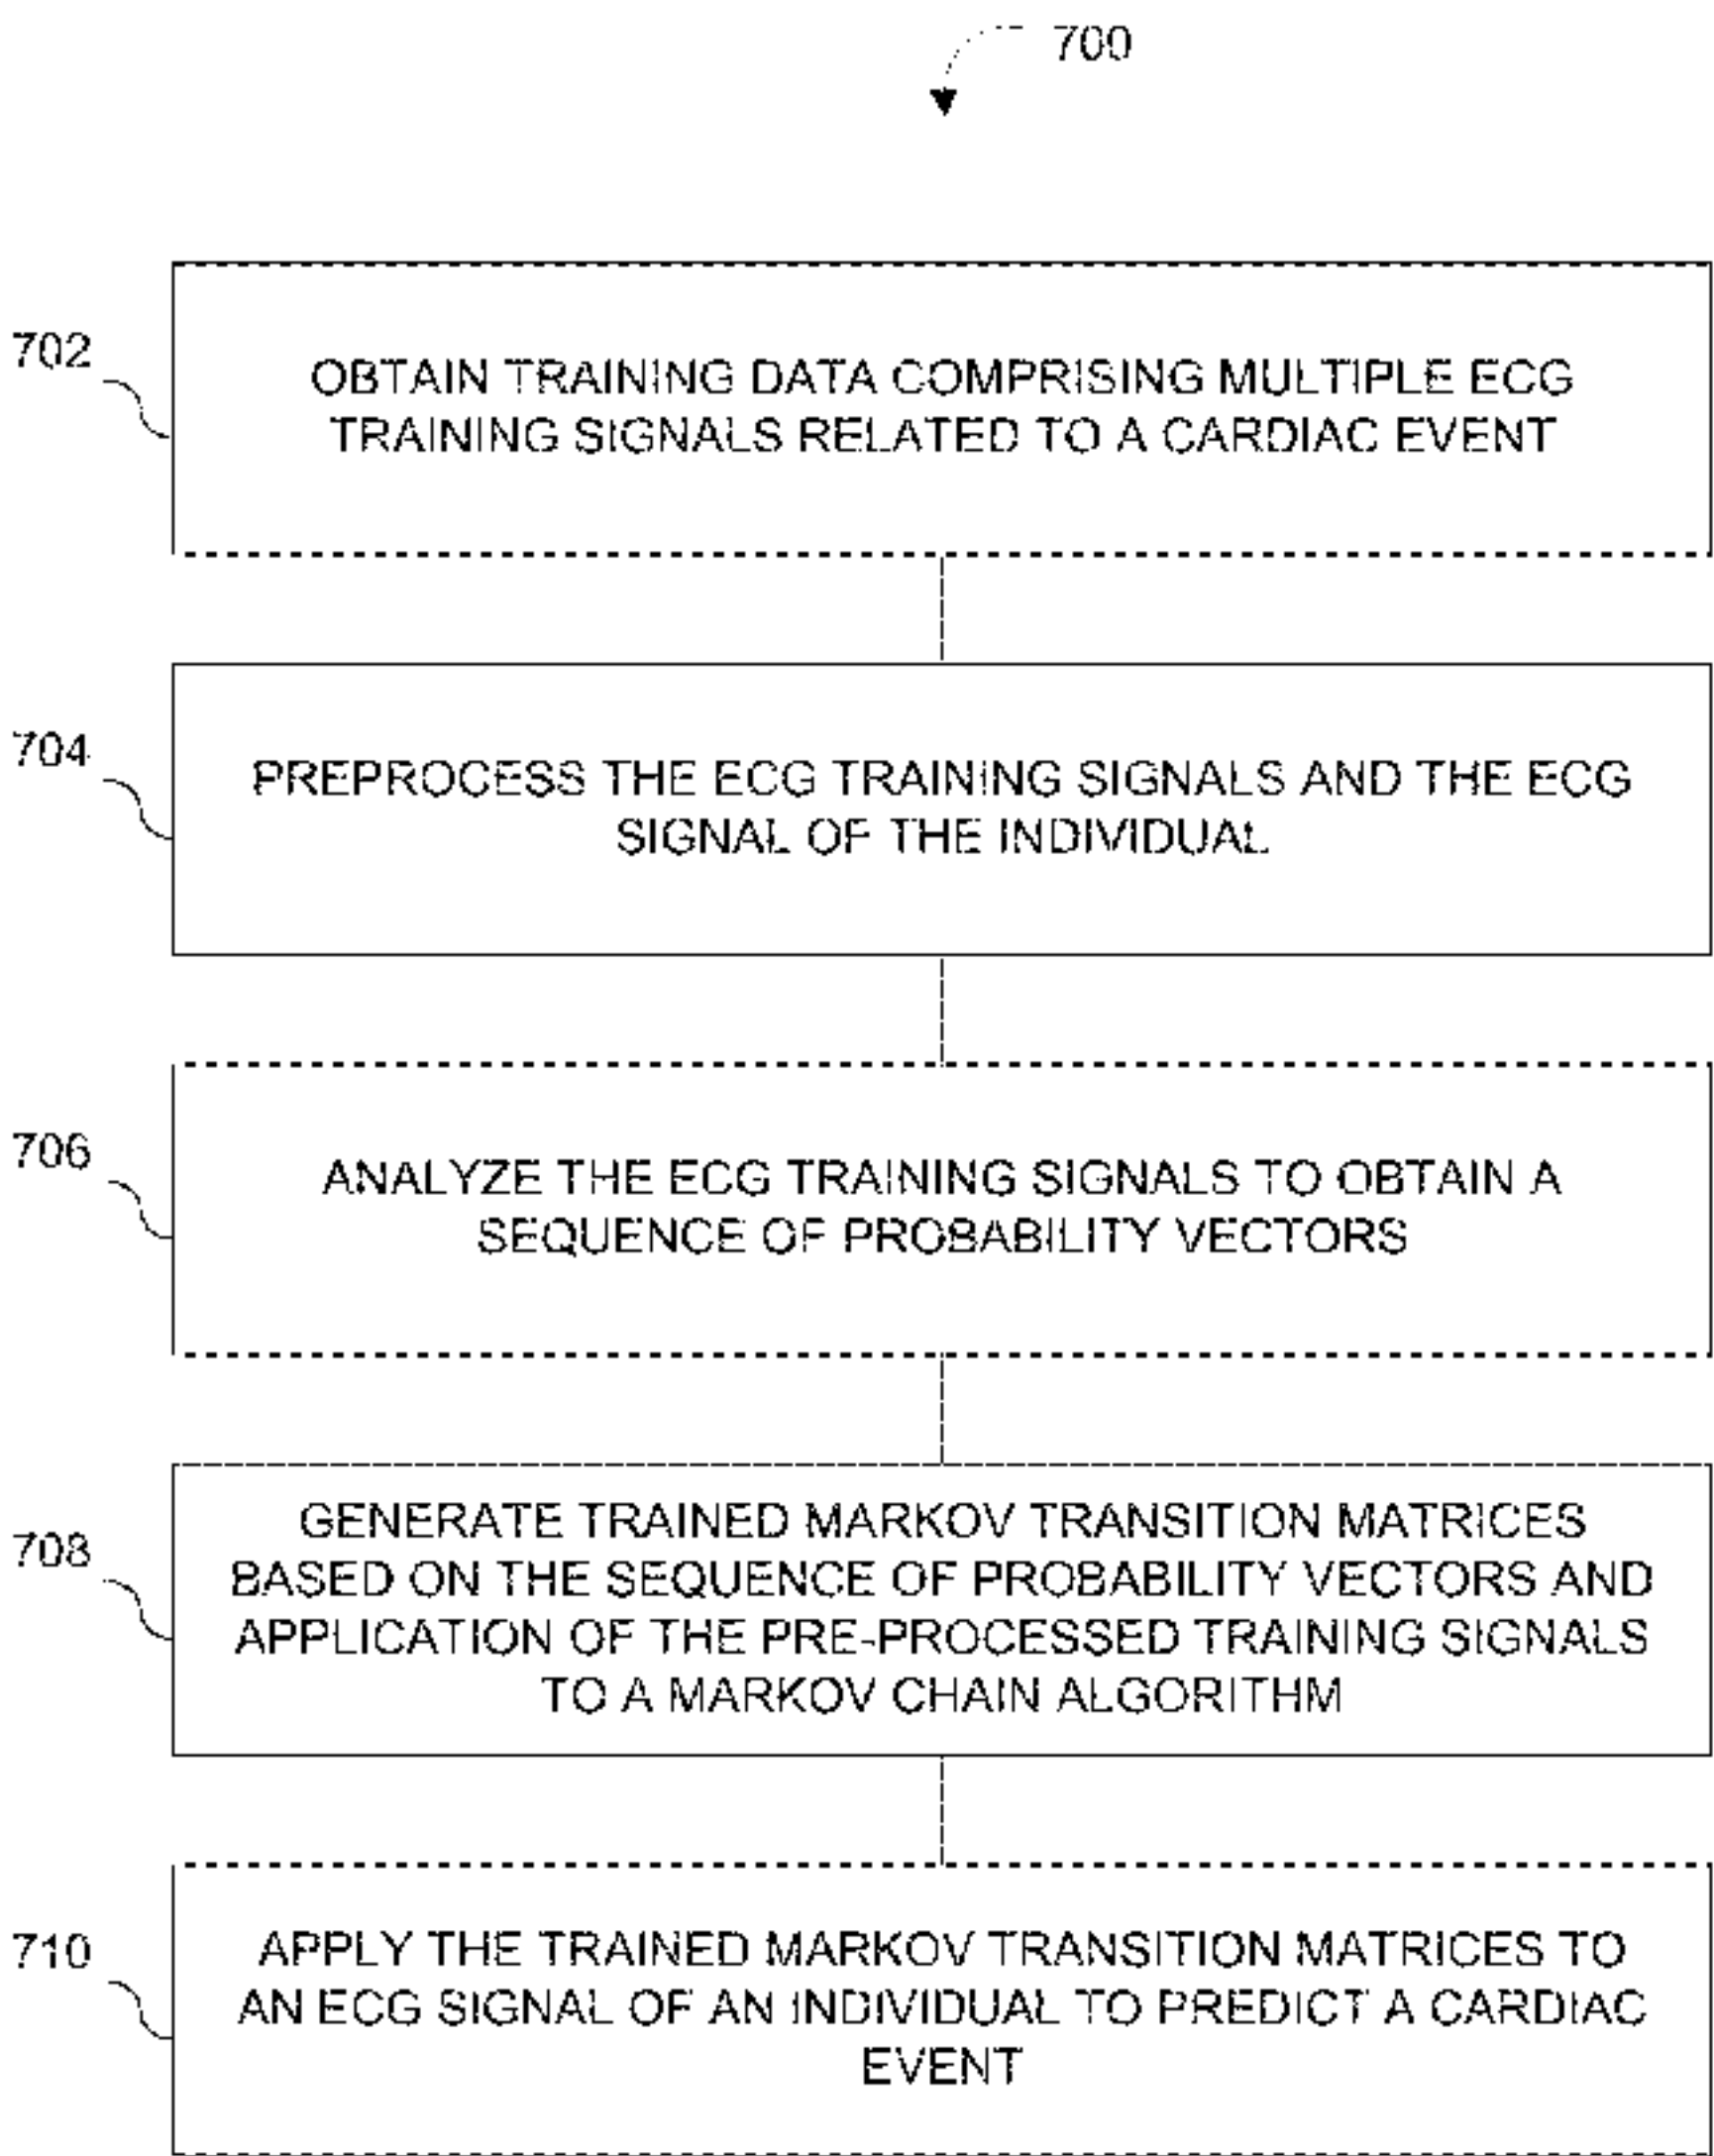 700
702
OBTAIN TRAINING DATA COMPRISING MULTIPLE ECG
TRAINING SIGNALS RELATED TO A CARDIAC EVENT
704
PREPROCESS THE ECG TRAINING SIGNALS AND THE ECG
SIGNAL OF THE INDIVIDUAL
706
ANALYZE THE ECG TRAINING SIGNALS TO OBTAIN A
SEQUENCE OF PROBABILITY VECTORS
708
GENERATE TRAINED MARKOV TRANSITION MATRICES
BASED ON THE SEQUENCE OF PROBABILITY VECTORS AND
APPLICATION OF THE PRE-PROCESSED TRAINING SIGNALS
TO A MARKOV CHAIN ALGORITHM
710
APPLY THE TRAINED MARKOV TRANSITION MATRICES TO
AN ECG SIGNAL OF AN INDIVIDUAL TO PREDICT A CARDIAC
EVENT